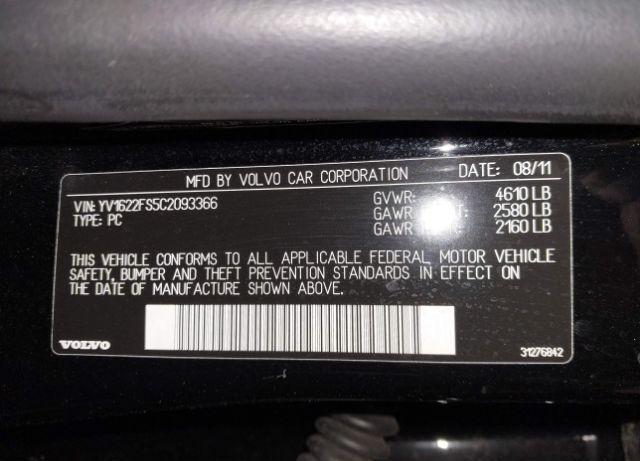 MFD BY VOLVO CAR CORPORATION DATE: 08/11
VIN: YV1622FS5C2093366 GVWR: 4610 LB
TYPE: PC GAWR 2580 LB
GAWR 2160 LB
THIS VEHICLE CONFORMS TO ALL APPLICABLE FEDERAL MOTOR VEHICLE
SAFETY, BUMPER AND THEFT PREVENTION STANDARDS IN EFFECT ON
THE DATE OF MANUFACTURE SHOWN ABOVE.
VOLVO 31276842